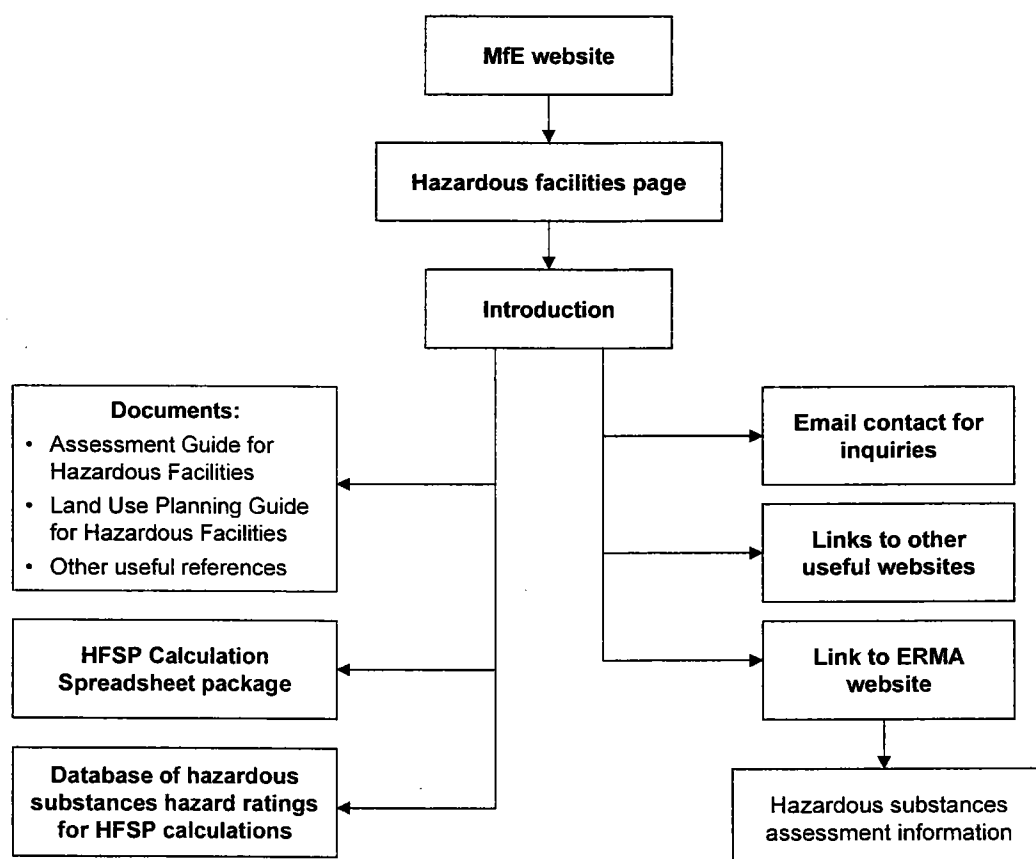 MfE website
Hazardous facilities page
Introduction
Documents:
• Assessment Guide for
Hazardous Facilities
• Land Use Planning Guide
for Hazardous Facilities
• Other useful references
HFSP Calculation
Spreadsheet package
Database of hazardous
substances hazard ratings
for HFSP calculations
Email contact for
inquiries
Links to other
useful websites
Link to ERMA
website
Hazardous substances
assessment information